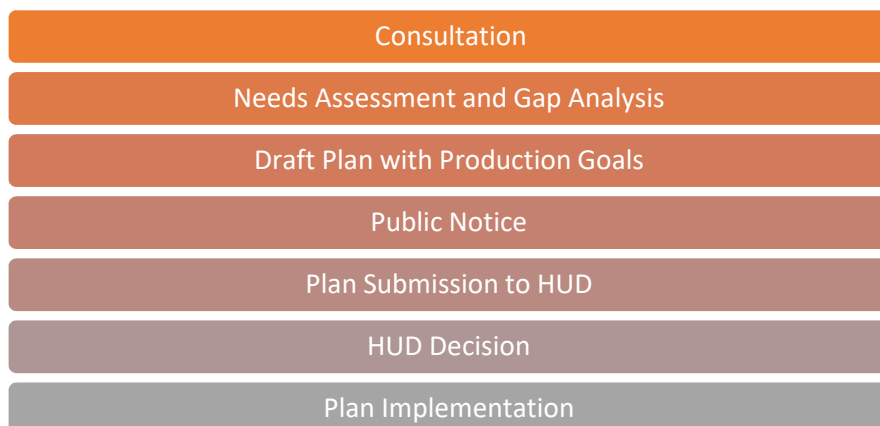 Consultation
Needs Assessment and Gap Analysis
Draft Plan with Production Goals
Public Notice
Plan Submission to HUD
HUD Decision
Plan Implementation